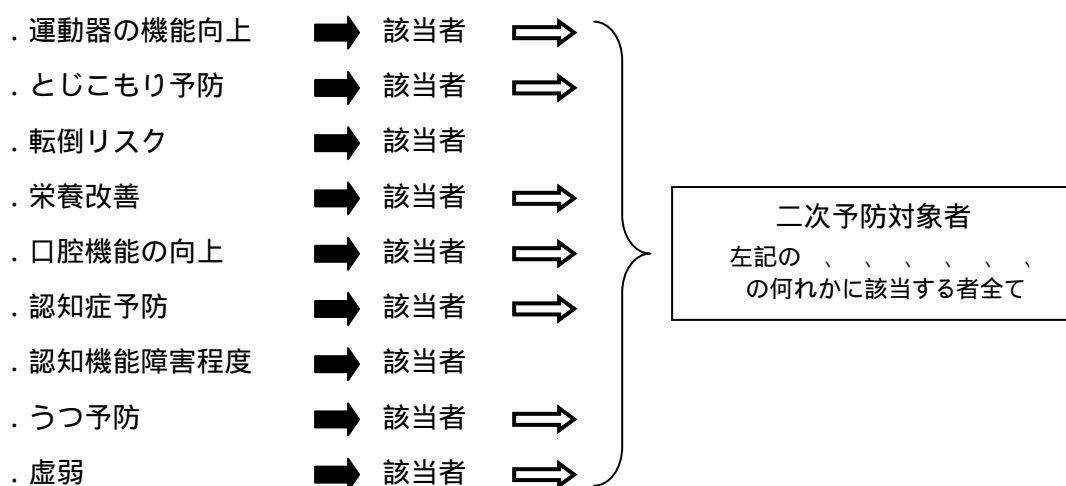 . 運動器の機能向上 該当者
. とじこもり予防 該当者
. 転倒リスク 該当者
. 栄養改善 該当者
. 口腔機能の向上 該当者
. 認知症予防 該当者
. 認知機能障害程度 該当者
. うつ予防 該当者
. 虚弱 該当者
二次予防対象者
左記の 、 、 、 、 、 、
の何れかに該当する者全て